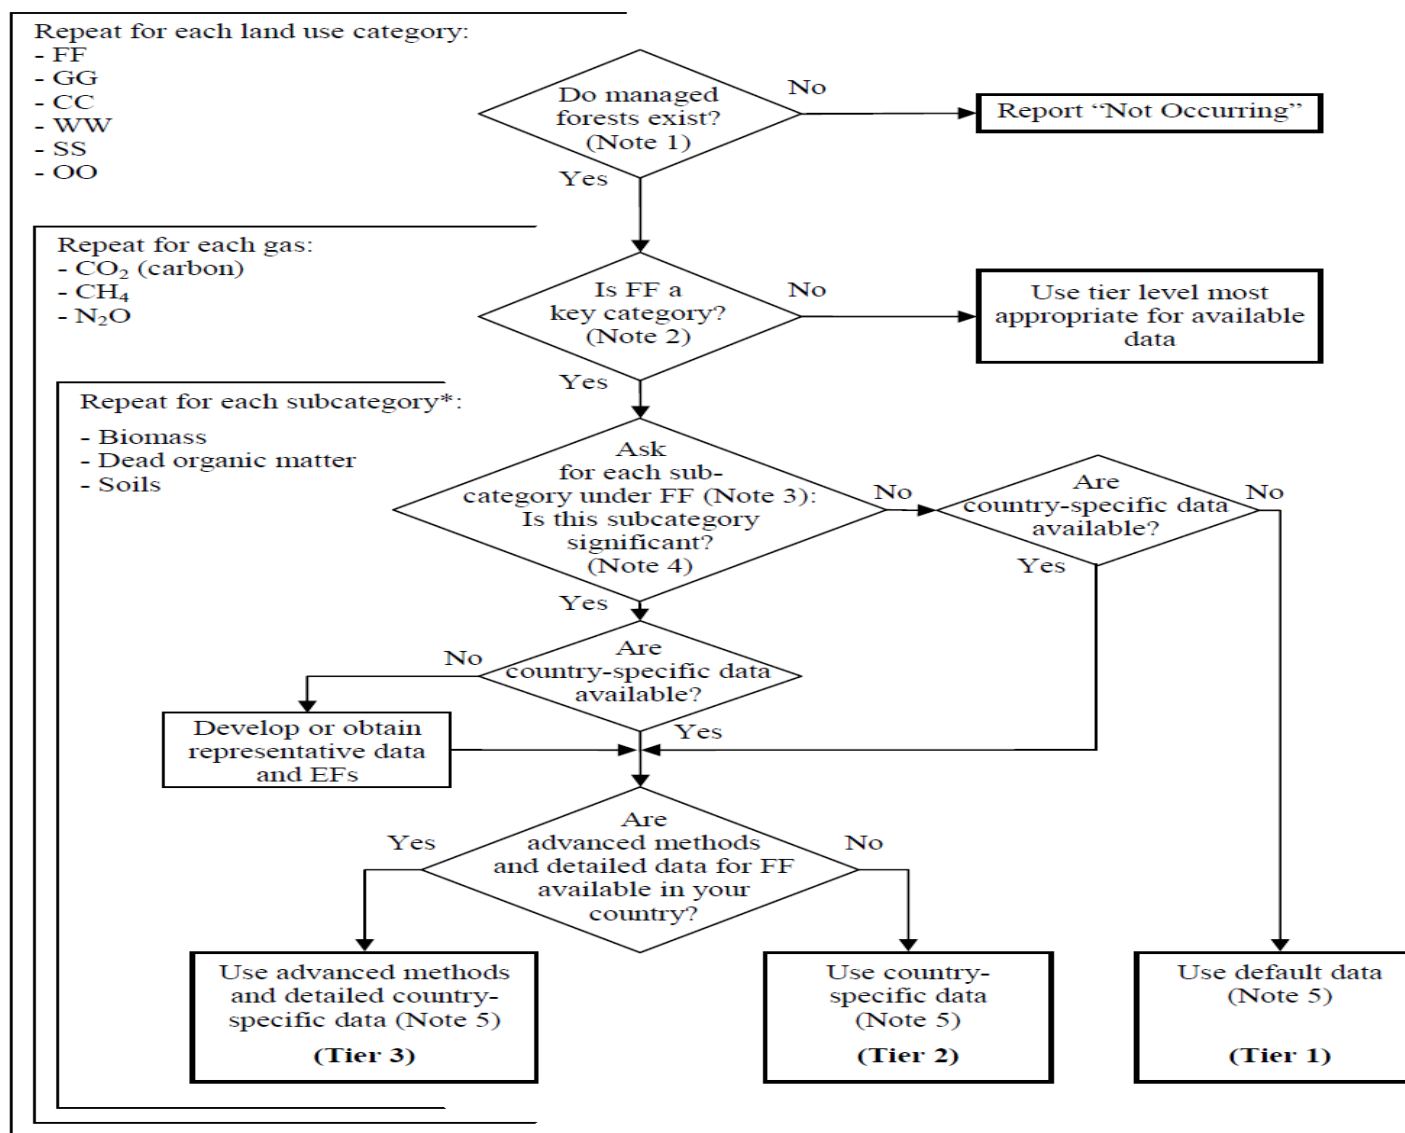 Repeat for each land use category:
- FF
- GG
- CC
- WW
- SS
- OO
Do managed
forests exist?
(Note 1)
No
Report “Not Occurring”
Yes
Repeat for each gas:
- CO₂ (carbon)
- CH₄
- N₂O
Is FF a
key category?
(Note 2)
No
Use tier level most
appropriate for available
data
Yes
Repeat for each subcategory*:
- Biomass
- Dead organic matter
- Soils
Ask
for each sub-
category under FF (Note 3):
Is this subcategory
significant?
(Note 4)
No
Are
country-specific data
available?
No
Yes
Yes
Are
country-specific data
available?
No
Develop or obtain
representative data
and EFs
Yes
Are
advanced methods
and detailed data for FF
available in your
country?
Yes
No
Use advanced methods
and detailed country-
specific data (Note 5)
(Tier 3)
Use country-
specific data
(Note 5)
(Tier 2)
Use default data
(Note 5)
(Tier 1)